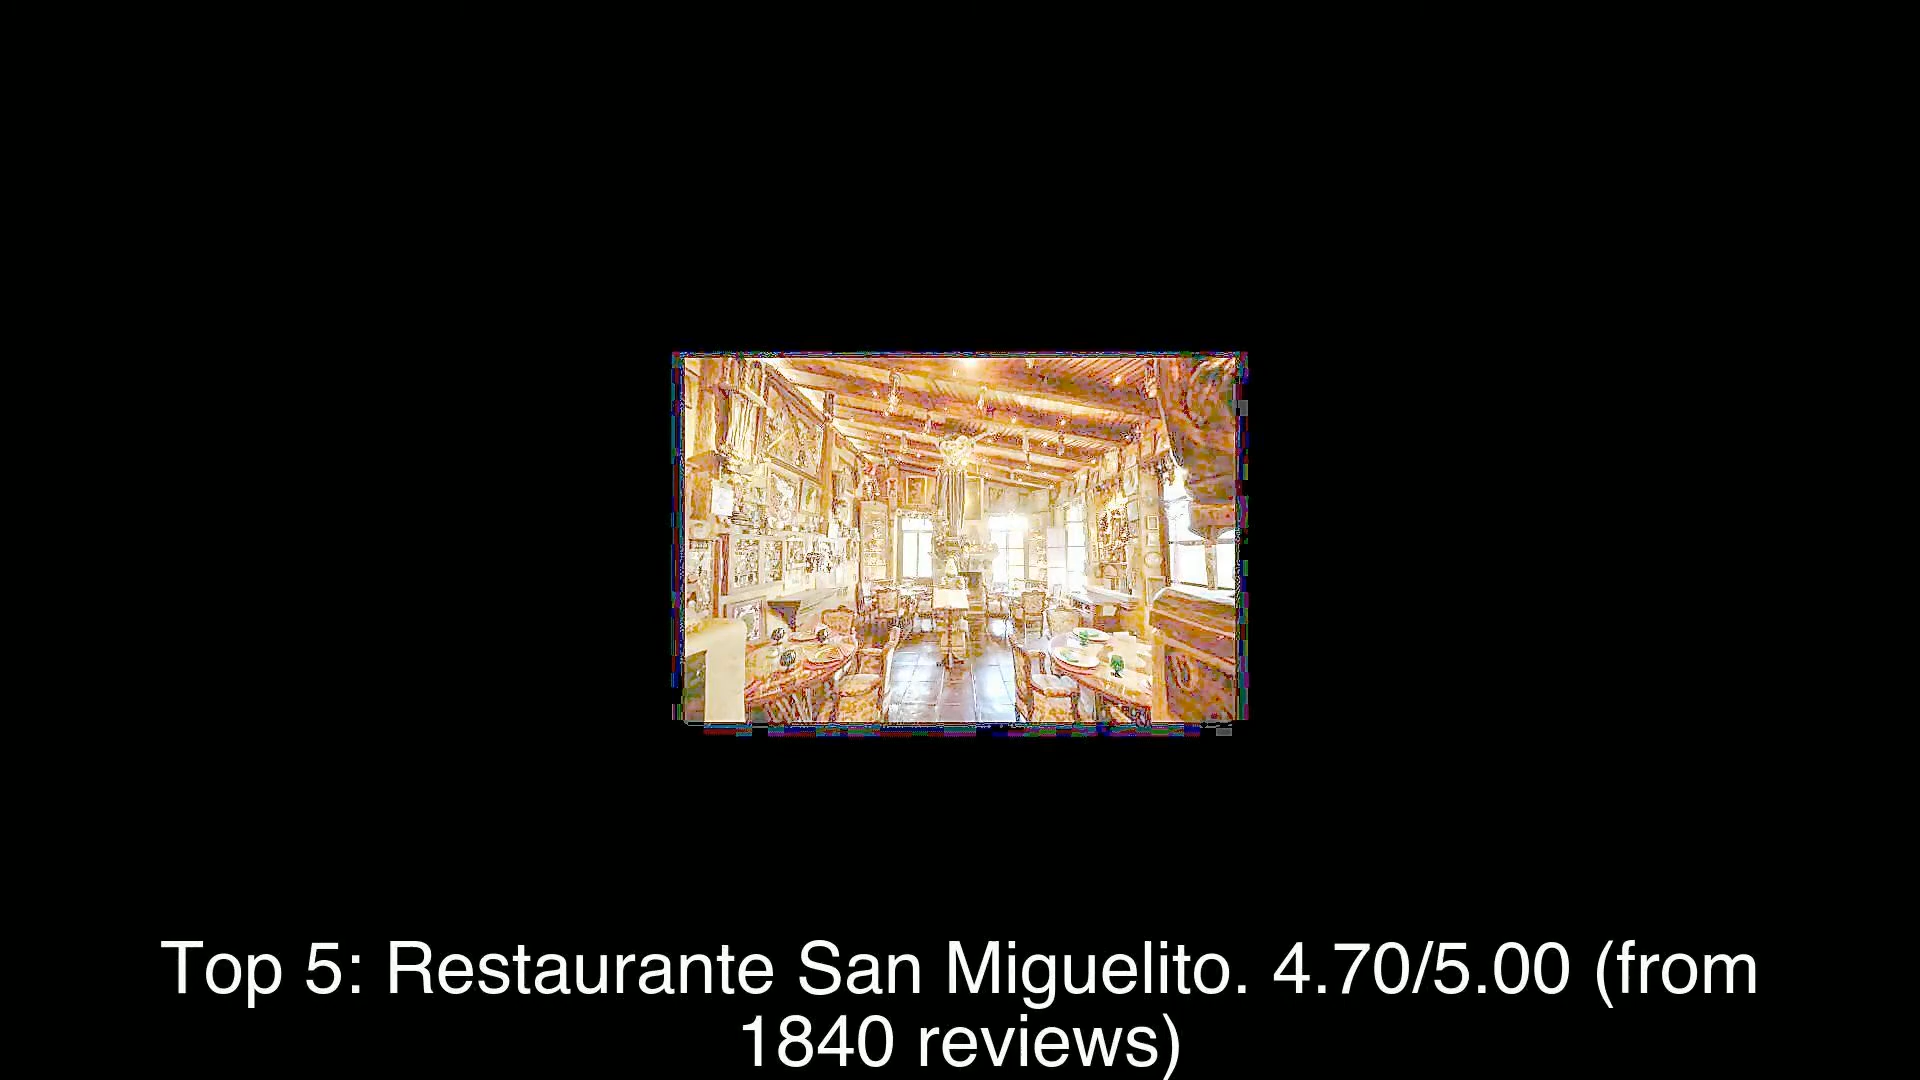 Top 5: Restaurante San Miguelito. 4.70/5.00 (from
1840 reviews)